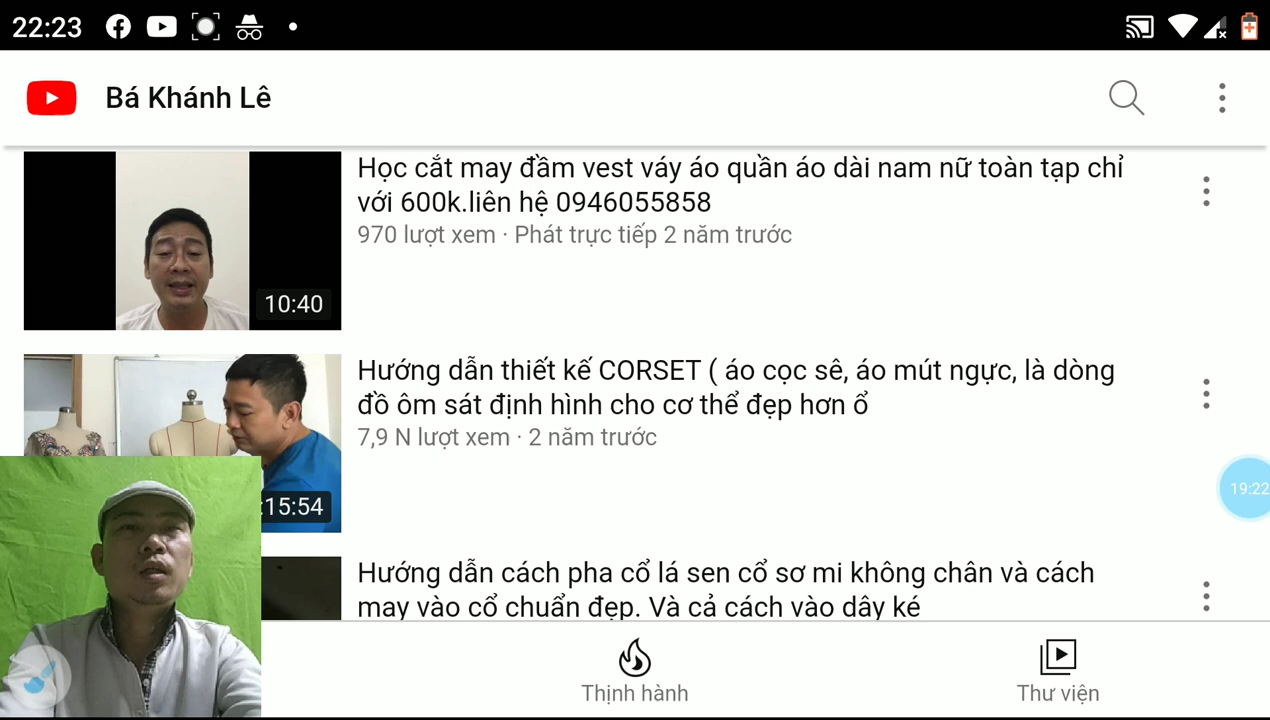 22:23
Bá Khánh Lê
Học cắt may đầm vest váy áo quần áo dài nam nữ toàn tạp chỉ
với 600k.liên hệ 0946055858
970 lượt xem · Phát trực tiếp 2 năm trước
10:40
Hướng dẫn thiết kế CORSET ( áo cọc sê, áo mút ngực, là dòng
đồ ôm sát định hình cho cơ thể đẹp hơn ổ
7,9 N lượt xem · 2 năm trước
:15:54
19:22
Hướng dẫn cách pha cổ lá sen cổ sơ mi không chân và cách
may vào cổ chuẩn đẹp. Và cả cách vào dây ké
Thịnh hành
Thư viện